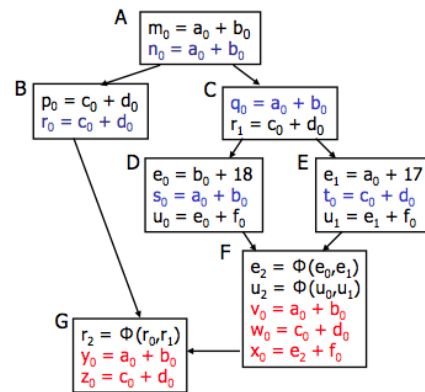 A
m₀ = a₀ + b₀
n₀ = a₀ + b₀
B
p₀ = c₀ + d₀
r₀ = c₀ + d₀
C
q₀ = a₀ + b₀
r₁ = c₀ + d₀
D
e₀ = b₀ + 18
s₀ = a₀ + b₀
u₀ = e₀ + f₀
E
e₁ = a₀ + 17
t₀ = c₀ + d₀
u₁ = e₁ + f₀
F
e₂ = Φ(e₀,e₁)
u₂ = Φ(u₀,u₁)
v₀ = a₀ + b₀
w₀ = c₀ + d₀
x₀ = e₂ + f₀
G
r₂ = Φ(r₀,r₁)
y₀ = a₀ + b₀
z₀ = c₀ + d₀